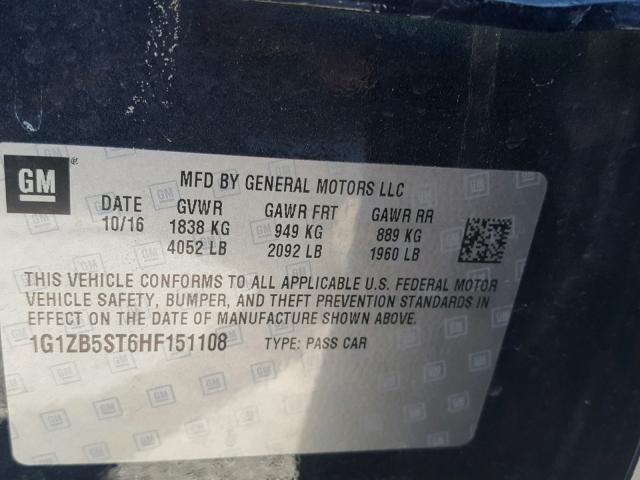 GM®
MFD BY GENERAL MOTORS LLC
DATE GVWR GAWR FRT GAWR RR
10/16 1838 KG 949 KG 889 KG
4052 LB 2092 LB 1960 LB
THIS VEHICLE CONFORMS TO ALL APPLICABLE U.S. FEDERAL MOTOR
VEHICLE SAFETY, BUMPER, AND THEFT PREVENTION STANDARDS IN
EFFECT ON THE DATE OF MANUFACTURE SHOWN ABOVE.
1G1ZB5ST6HF151108 TYPE: PASS CAR